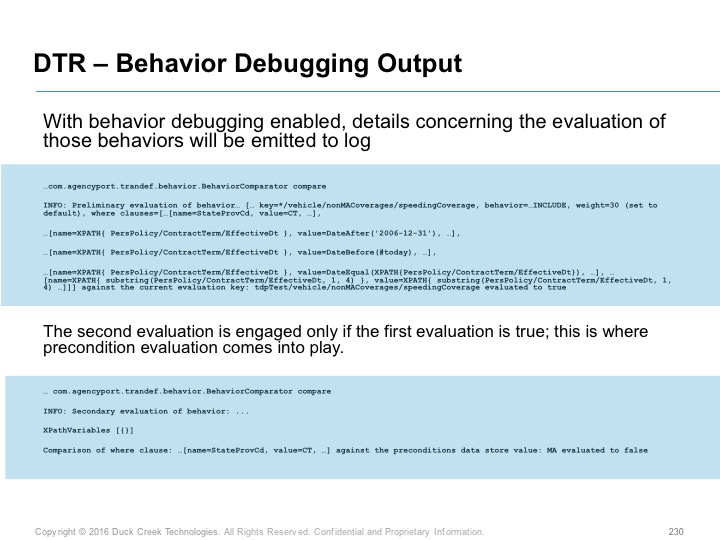 DTR – Behavior Debugging Output
With behavior debugging enabled, details concerning the evaluation of
those behaviors will be emitted to log
…com.agencyport.trandef.behavior.BehaviorComparator compare
INFO: Preliminary evaluation of behavior… [… key=*/vehicle/nonMACoverages/speedingCoverage, behavior=…INCLUDE, weight=30 (set to
default), where clauses=[…[name=StateProvCd, value=CT, …],
…[name=XPATH{ PersPolicy/ContractTerm/EffectiveDt }, value=DateAfter('2006-12-31'), …],
…[name=XPATH{ PersPolicy/ContractTerm/EffectiveDt }, value=DateBefore(@today), …],
…[name=XPATH{ PersPolicy/ContractTerm/EffectiveDt }, value=DateEqual(XPATH{PersPolicy/ContractTerm/EffectiveDt}), …], …
[name=XPATH{ substring(PersPolicy/ContractTerm/EffectiveDt, 1, 4) }, value=XPATH{ substring(PersPolicy/ContractTerm/EffectiveDt, 1,
4) …]]] against the current evaluation key: tdpTest/vehicle/nonMACoverages/speedingCoverage evaluated to true
The second evaluation is engaged only if the first evaluation is true; this is where
precondition evaluation comes into play.
… com.agencyport.trandef.behavior.BehaviorComparator compare
INFO: Secondary evaluation of behavior: ...
XPathVariables [{}]
Comparison of where clause: …[name=StateProvCd, value=CT, …] against the preconditions data store value: MA evaluated to false
Copyright © 2016 Duck Creek Technologies. All Rights Reserved. Confidential and Proprietary Information.
230